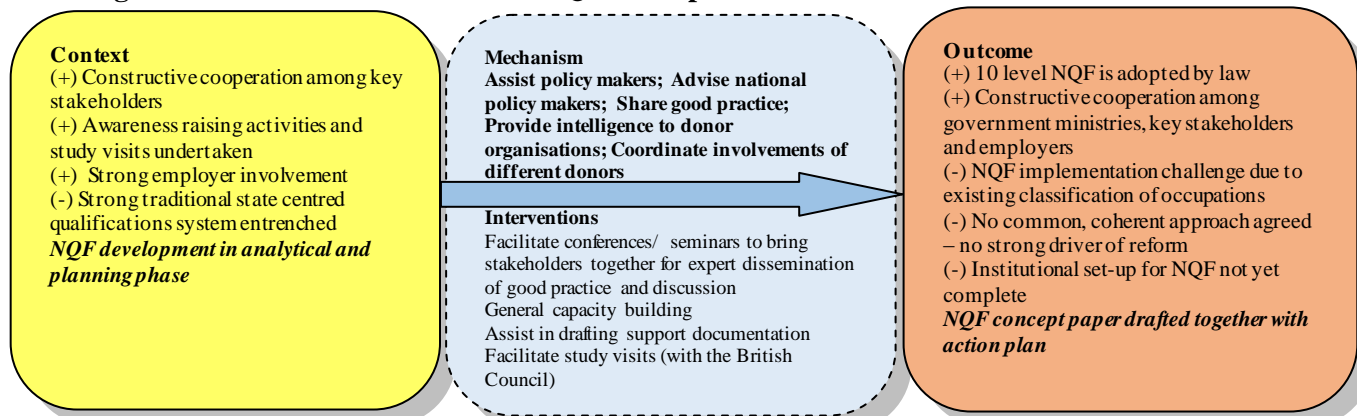 Context
(+) Constructive cooperation among key
stakeholders
(+) Awareness raising activities and
study visits undertaken
(+) Strong employer involvement
(-) Strong traditional state centred
qualifications system entrenched
NQF development in analytical and
planning phase
Mechanism
Assist policy makers; Advise national
policy makers; Share good practice;
Provide intelligence to donor
organisations; Coordinate involvements of
different donors
Interventions
Facilitate conferences/ seminars to bring
stakeholders together for expert dissemination
of good practice and discussion
General capacity building
Assist in drafting support documentation
Facilitate study visits (with the British
Council)
Outcome
(+) 10 level NQF is adopted by law
(+) Constructive cooperation among
government ministries, key stakeholders
and employers
(-) NQF implementation challenge due to
existing classification of occupations
(-) No common, coherent approach agreed
– no strong driver of reform
(-) Institutional set-up for NQF not yet
complete
NQF concept paper drafted together with
action plan